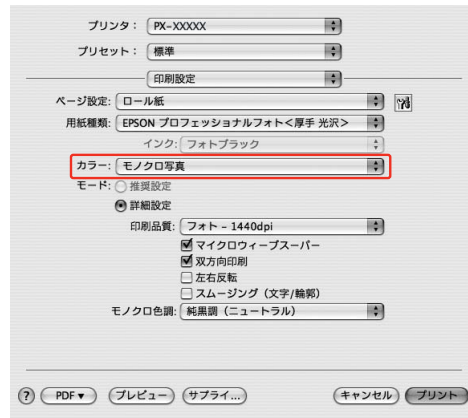 プリンタ： PX-XXXXX
プリセット： 標準
印刷設定
ページ設定： ロール紙
用紙種類： EPSON プロフェッショナルフォト＜厚手 光沢＞
インク： フォトブラック
カラー： モノクロ写真
モード： 推奨設定
詳細設定
印刷品質： フォト - 1440dpi
マイクロウィーブスーパー
双方向印刷
左右反転
スムージング（文字/輪郭）
モノクロ色調： 純黒調（ニュートラル）
? PDF▼ プレビュー サプライ... キャンセル プリント